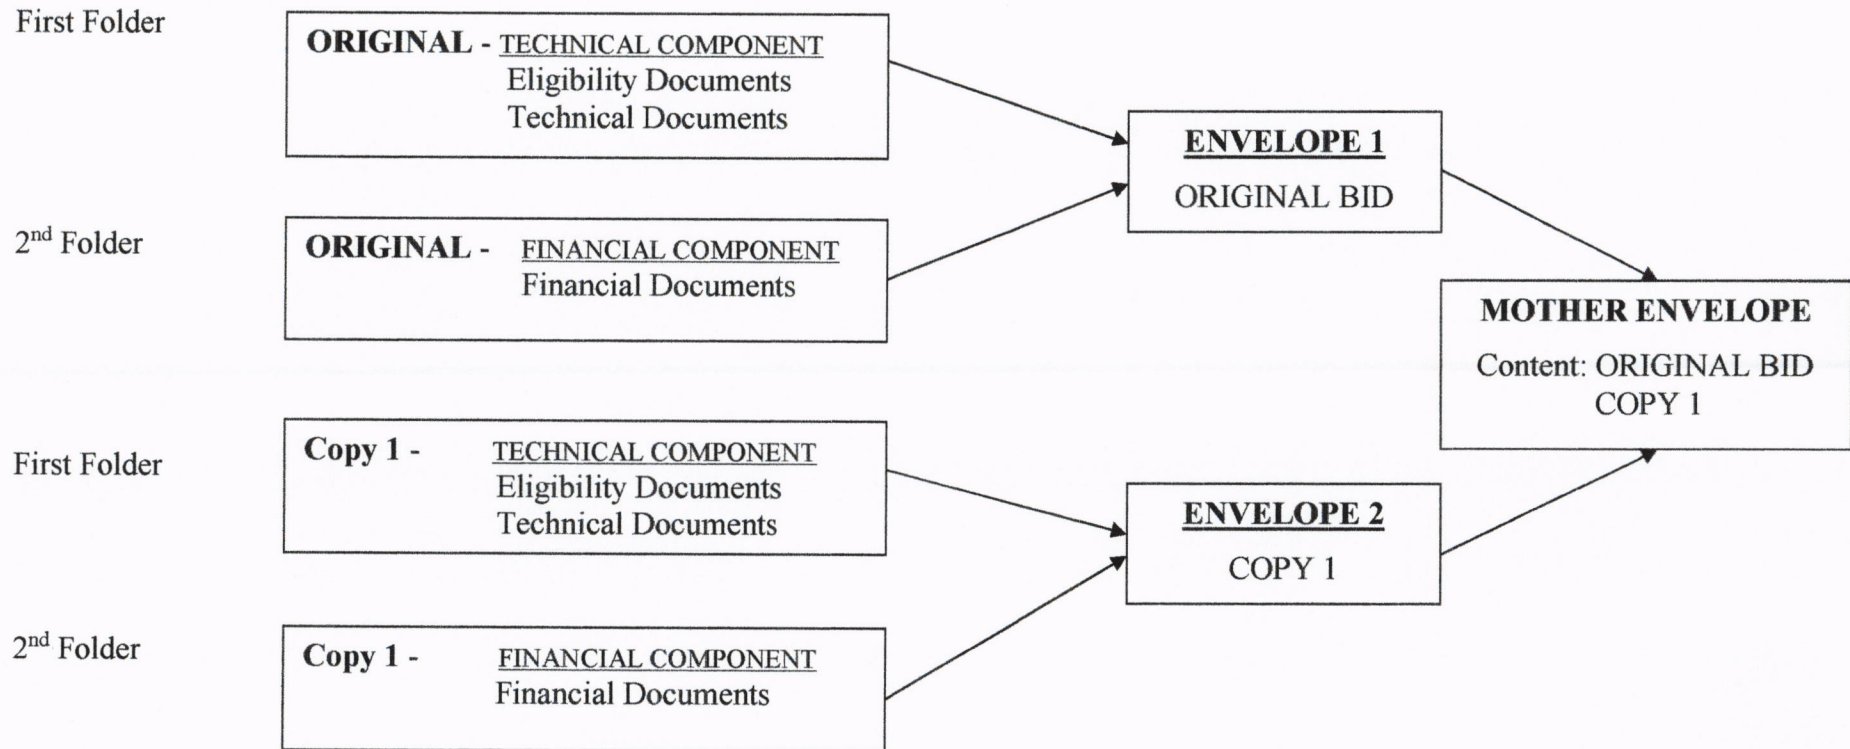 First Folder
ORIGINAL - TECHNICAL COMPONENT
Eligibility Documents
Technical Documents
2nd Folder
ORIGINAL - FINANCIAL COMPONENT
Financial Documents
First Folder
Copy 1 - TECHNICAL COMPONENT
Eligibility Documents
Technical Documents
2nd Folder
Copy 1 - FINANCIAL COMPONENT
Financial Documents
ENVELOPE 1
ORIGINAL BID
ENVELOPE 2
COPY 1
MOTHER ENVELOPE
Content: ORIGINAL BID
COPY 1